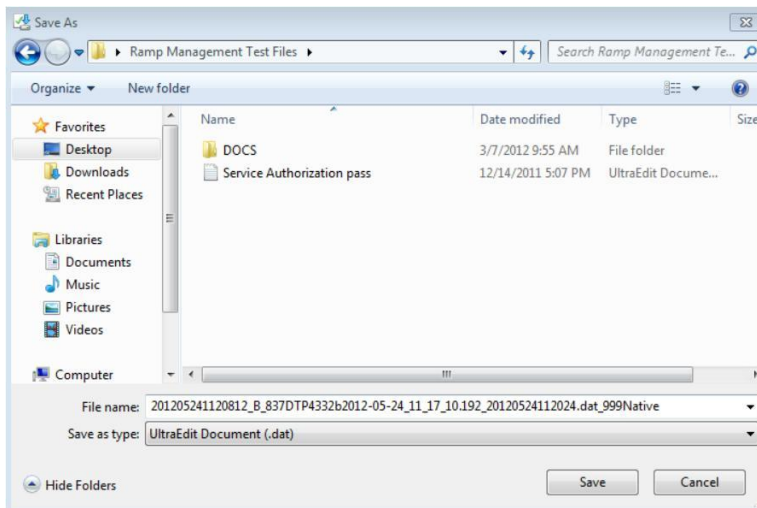 Save As
Ramp Management Test Files
Search Ramp Management Te...
Organize New folder
Name Date modified Type Size
Favorites
Desktop DOCS 3/7/2012 9:55 AM File folder
Downloads Service Authorization pass 12/14/2011 5:07 PM UltraEdit Docume...
Recent Places
Libraries
Documents
Music
Pictures
Videos
Computer
File name: 201205241120812_B_837DTP4332b2012-05-24_11_17_10.192_20120524112024.dat_999Native
Save as type: UltraEdit Document (.dat)
Hide Folders Save Cancel